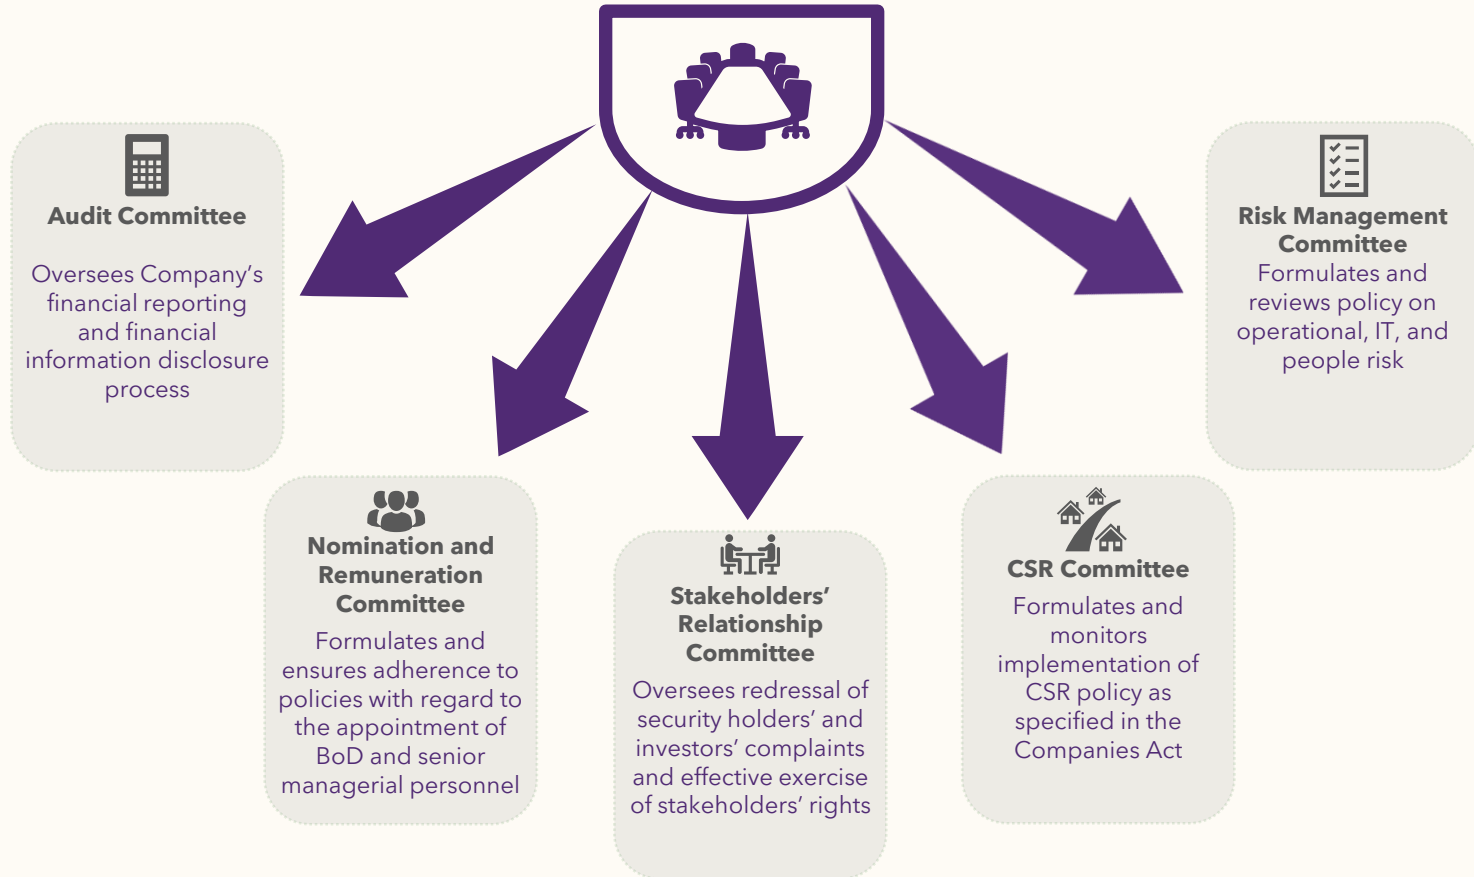 Audit Committee
Oversees Company's
financial reporting
and financial
information disclosure
process
Nomination and
Remuneration
Committee
Formulates and
ensures adherence to
policies with regard to
the appointment of
BoD and senior
managerial personnel
Stakeholders’
Relationship
Committee
Oversees redressal of
security holders’ and
investors’ complaints
and effective exercise
of stakeholders’ rights
CSR Committee
Formulates and
monitors
implementation of
CSR policy as
specified in the
Companies Act
Risk Management
Committee
Formulates and
reviews policy on
operational, IT, and
people risk